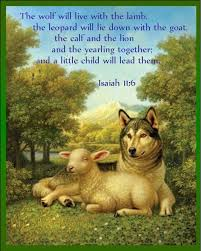 The wolf will live with the lamb,
the leopard will lie down with the goat,
the calf and the lion
and the yearling together;
and a little child will lead them.
Isaiah 11:6